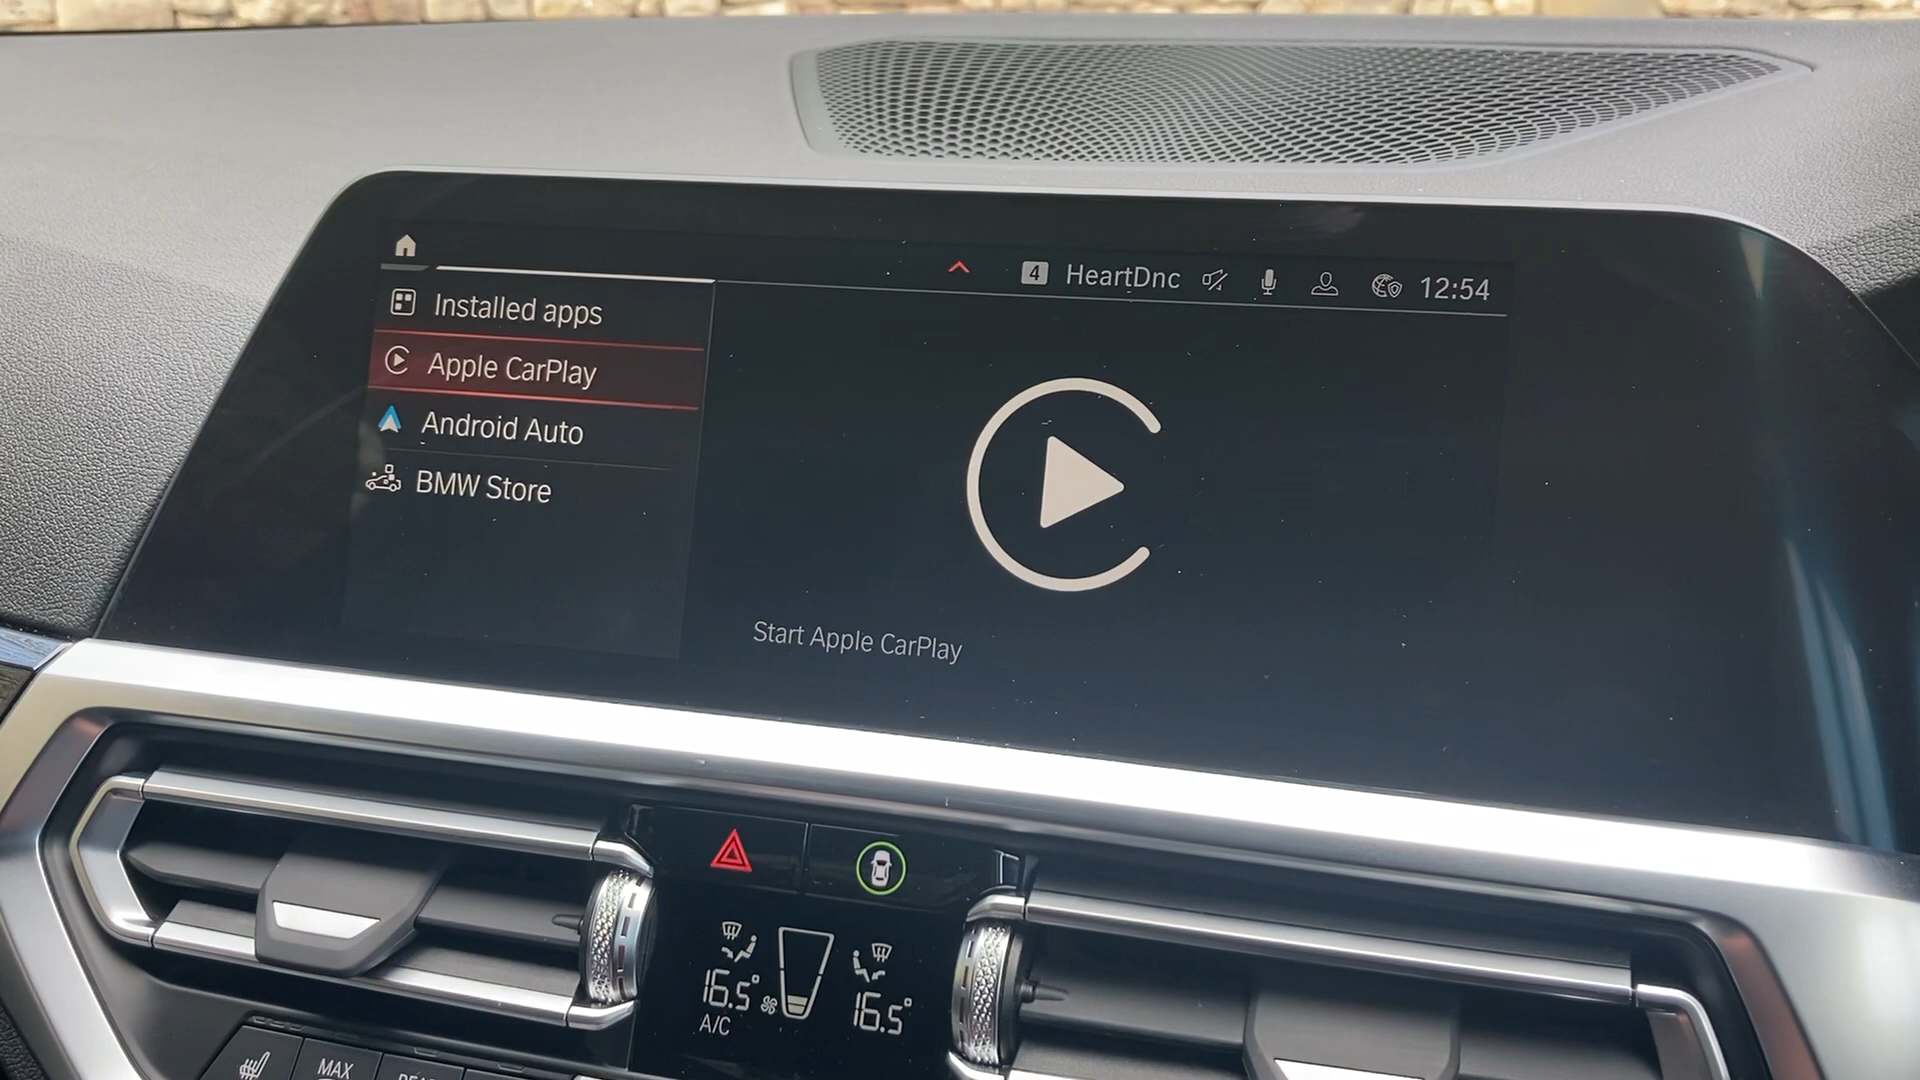 4 HeartDnc 12:54
Installed apps
Apple CarPlay
Android Auto
BMW Store
Start Apple CarPlay
16.5° 16.5°
A/C
MAX